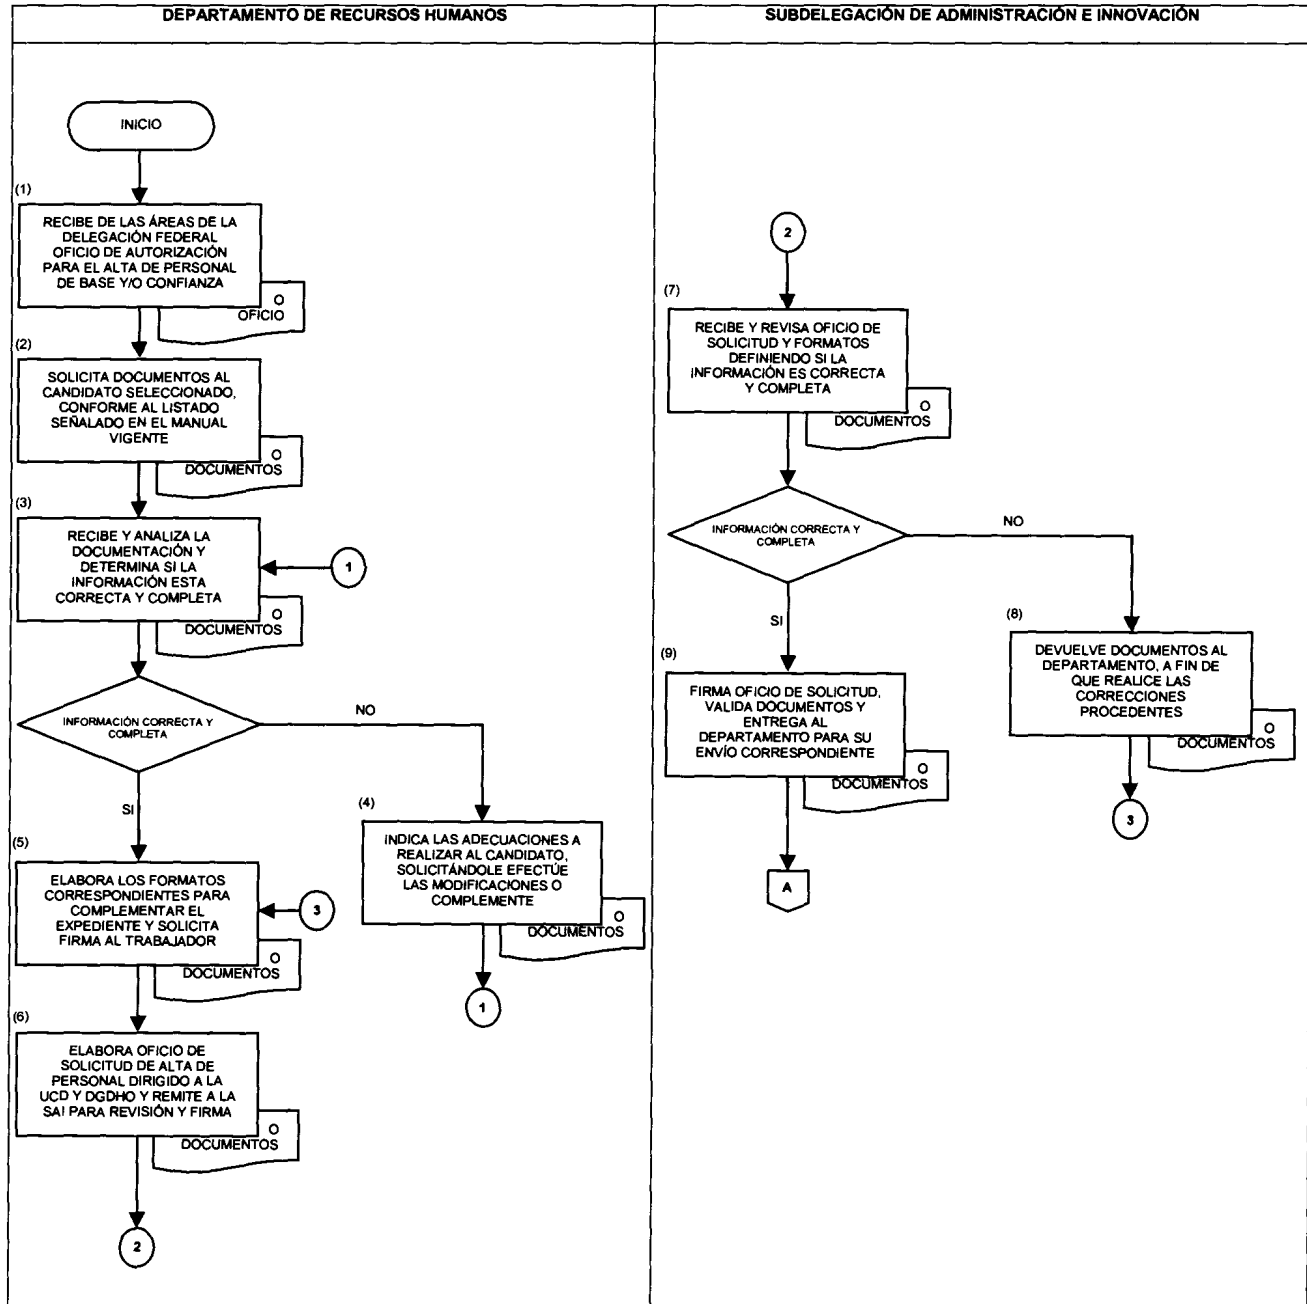 DEPARTAMENTO DE RECURSOS HUMANOS
INICIO
(1)
RECIBE DE LAS ÁREAS DE LA
DELEGACIÓN FEDERAL
OFICIO DE AUTORIZACIÓN
PARA EL ALTA DE PERSONAL
DE BASE Y/O CONFIANZA
O
OFICIO
(2)
SOLICITA DOCUMENTOS AL
CANDIDATO SELECCIONADO,
CONFORME AL LISTADO
SEÑALADO EN EL MANUAL
VIGENTE
O
DOCUMENTOS
(3)
RECIBE Y ANALIZA LA
DOCUMENTACIÓN Y
DETERMINA SI LA
INFORMACIÓN ESTA
CORRECTA Y COMPLETA
1
O
DOCUMENTOS
INFORMACIÓN CORRECTA Y
COMPLETA
NO
SI
(4)
INDICA LAS ADECUACIONES A
REALIZAR AL CANDIDATO,
SOLICITÁNDOLE EFECTÚE
LAS MODIFICACIONES O
COMPLEMENTE
O
DOCUMENTOS
1
(5)
ELABORA LOS FORMATOS
CORRESPONDIENTES PARA
COMPLEMENTAR EL
EXPEDIENTE Y SOLICITA
FIRMA AL TRABAJADOR
3
O
DOCUMENTOS
(6)
ELABORA OFICIO DE
SOLICITUD DE ALTA DE
PERSONAL DIRIGIDO A LA
UCD Y DGDHO Y REMITE A LA
SAI PARA REVISIÓN Y FIRMA
O
DOCUMENTOS
2
SUBDELEGACIÓN DE ADMINISTRACIÓN E INNOVACIÓN
2
(7)
RECIBE Y REVISA OFICIO DE
SOLICITUD Y FORMATOS
DEFINIENDO SI LA
INFORMACIÓN ES CORRECTA
Y COMPLETA
O
DOCUMENTOS
INFORMACIÓN CORRECTA Y
COMPLETA
NO
SI
(8)
DEVUELVE DOCUMENTOS AL
DEPARTAMENTO, A FIN DE
QUE REALICE LAS
CORRECCIONES
PROCEDENTES
O
DOCUMENTOS
3
(9)
FIRMA OFICIO DE SOLICITUD,
VALIDA DOCUMENTOS Y
ENTREGA AL
DEPARTAMENTO PARA SU
ENVÍO CORRESPONDIENTE
O
DOCUMENTOS
A